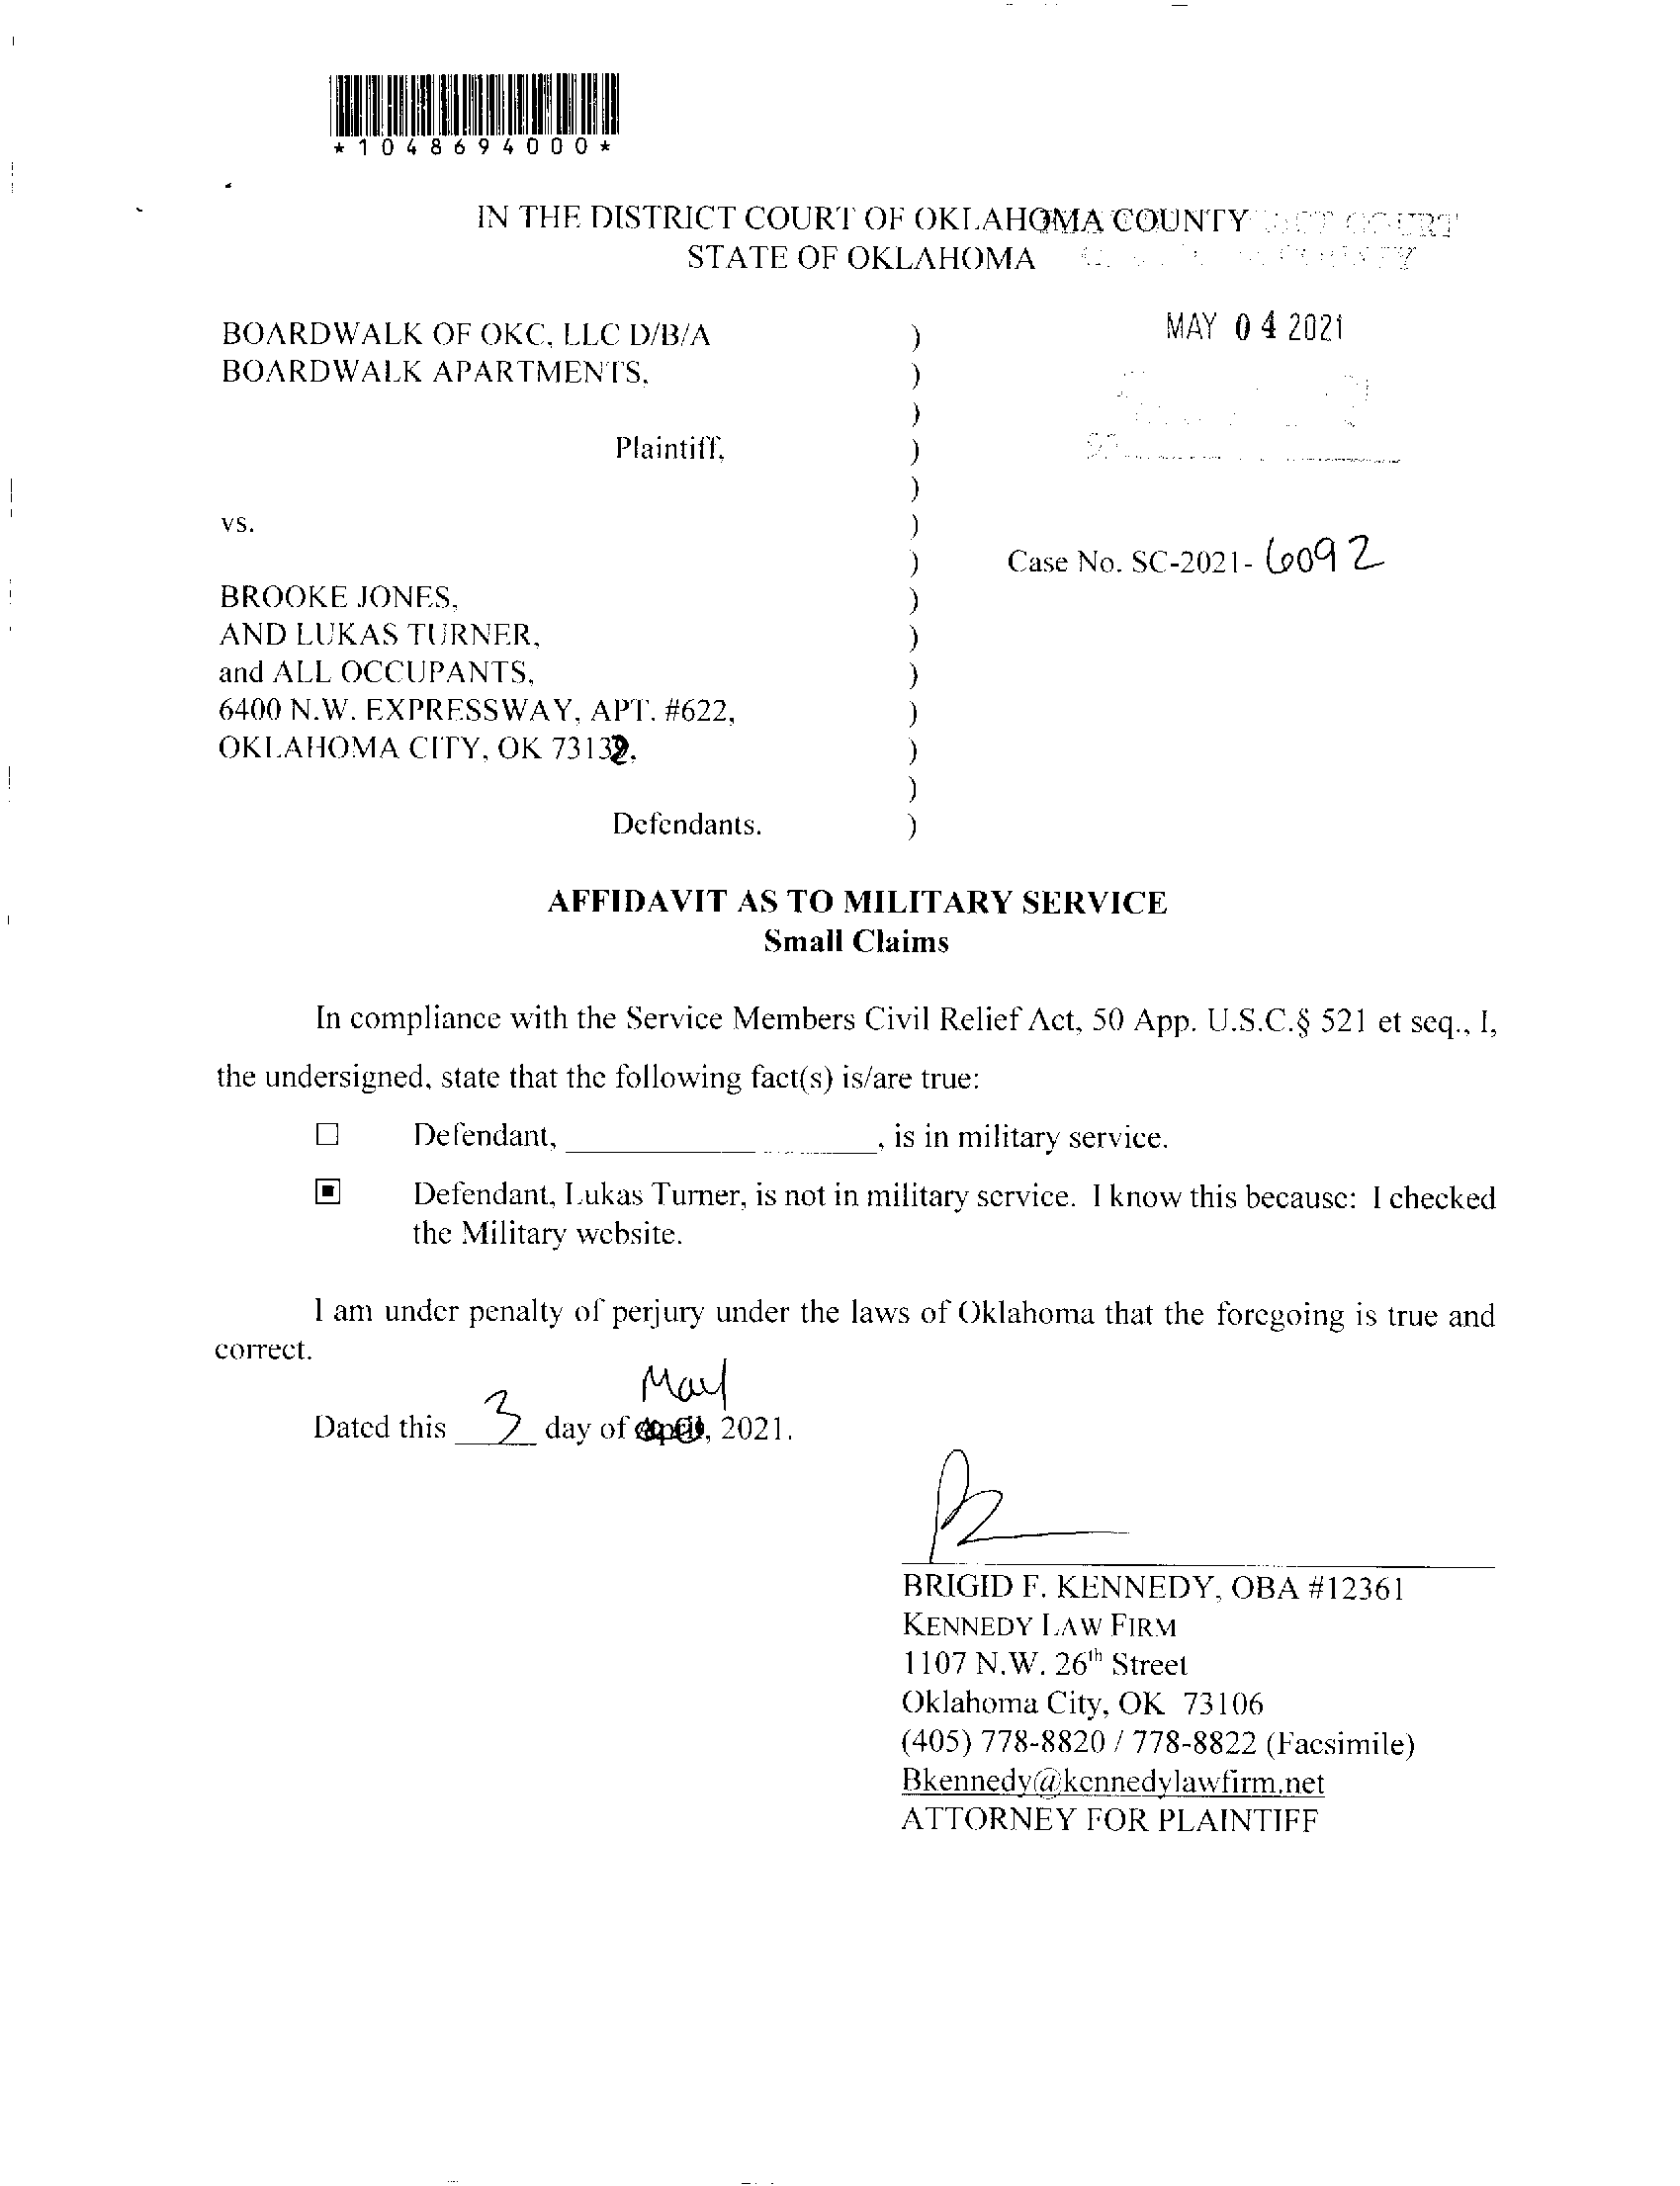 *1048694000*
IN THE DISTRICT COURT OF OKLAHOMA COUNTY
STATE OF OKLAHOMA
COURT
COUNTY
BOARDWALK OF OKC, LLC D/B/A
BOARDWALK APARTMENTS,
Plaintiff,
vs.
BROOKE JONES,
AND LUKAS TURNER,
and ALL OCCUPANTS,
6400 N.W. EXPRESSWAY, APT. #622,
OKLAHOMA CITY, OK 73132,
Defendants.
)
)
)
)
)
)
)
)
)
)
)
)
)
)
MAY 04 2021
Case No. SC-2021- 6092
AFFIDAVIT AS TO MILITARY SERVICE
Small Claims
In compliance with the Service Members Civil Relief Act, 50 App. U.S.C.§ 521 et seq., I,
the undersigned, state that the following fact(s) is/are true:
☐ Defendant, ____________________, is in military service.
▣ Defendant, Lukas Turner, is not in military service. I know this because: I checked
the Military website.
I am under penalty of perjury under the laws of Oklahoma that the foregoing is true and
correct.
May
Dated this 3 day of April, 2021.
BRIGID F. KENNEDY, OBA #12361
KENNEDY LAW FIRM
1107 N.W. 26th Street
Oklahoma City, OK 73106
(405) 778-8820 / 778-8822 (Facsimile)
Bkennedy@kennedylawfirm.net
ATTORNEY FOR PLAINTIFF